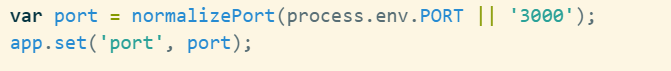 var port = normalizePort(process.env.PORT || '3000');
app.set('port', port);